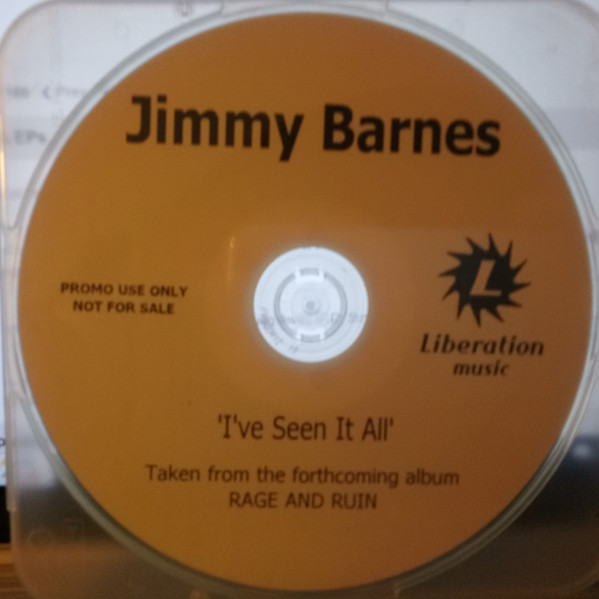 Jimmy Barnes
PROMO USE ONLY
NOT FOR SALE
L
Liberation
music
'I've Seen It All'
Taken from the forthcoming album
RAGE AND RUIN